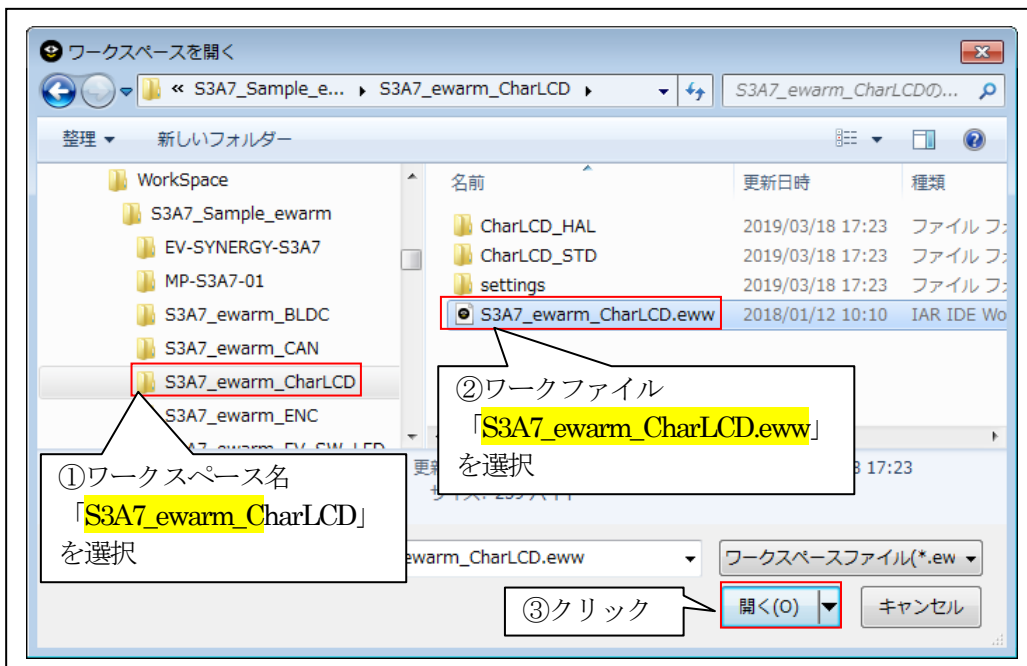 ワークスペースを開く
« S3A7_Sample_e... S3A7_ewarm_CharLCD
S3A7_ewarm_CharLCDの...
整理 新しいフォルダー
WorkSpace
S3A7_Sample_ewarm
EV-SYNERGY-S3A7
MP-S3A7-01
S3A7_ewarm_BLDC
S3A7_ewarm_CAN
S3A7_ewarm_CharLCD
S3A7_ewarm_ENC
名前 更新日時 種類
CharLCD_HAL 2019/03/18 17:23 ファイル フ
CharLCD_STD 2019/03/18 17:23 ファイル フ
settings 2019/03/18 17:23 ファイル フ
S3A7_ewarm_CharLCD.eww 2018/01/12 10:10 IAR IDE Wo
①ワークスペース名
「S3A7_ewarm_CharLCD」
を選択
②ワークファイル
「S3A7_ewarm_CharLCD.eww」
を選択
17:23
ewarm_CharLCD.eww
ワークスペースファイル(*.ew
③クリック
開く(O)
キャンセル